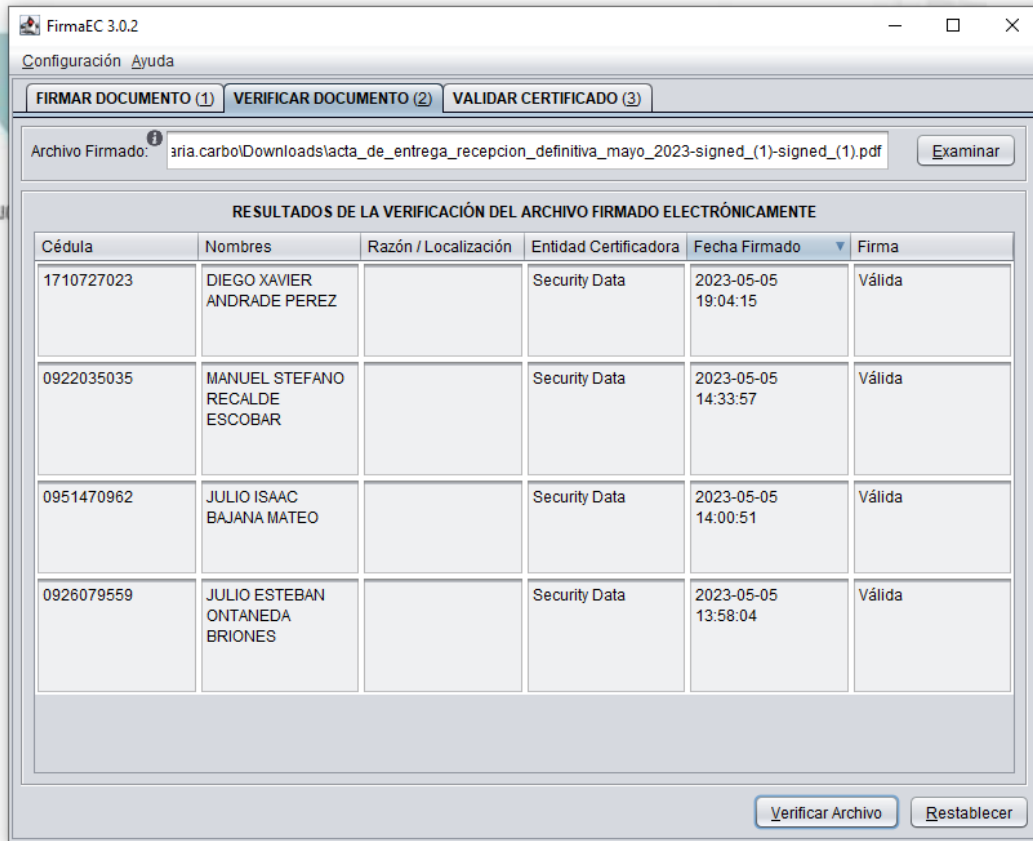 FirmaEC 3.0.2
Configuración Ayuda
FIRMAR DOCUMENTO (1) VERIFICAR DOCUMENTO (2) VALIDAR CERTIFICADO (3)
Archivo Firmado: aria.carbo\Downloads\acta_de_entrega_recepcion_definitiva_mayo_2023-signed_(1)-signed_(1).pdf Examinar
RESULTADOS DE LA VERIFICACIÓN DEL ARCHIVO FIRMADO ELECTRÓNICAMENTE
Cédula Nombres Razón / Localización Entidad Certificadora Fecha Firmado Firma
1710727023 DIEGO XAVIER Security Data 2023-05-05 Válida
ANDRADE PEREZ 19:04:15
0922035035 MANUEL STEFANO Security Data 2023-05-05 Válida
RECALDE 14:33:57
ESCOBAR
0951470962 JULIO ISAAC Security Data 2023-05-05 Válida
BAJANA MATEO 14:00:51
0926079559 JULIO ESTEBAN Security Data 2023-05-05 Válida
ONTANEDA 13:58:04
BRIONES
Verificar Archivo Restablecer